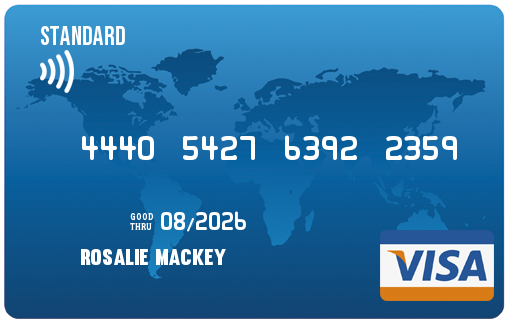 STANDARD
4440 5427 6392 2359
GOOD
THRU 08/2026
ROSALIE MACKEY
VISA